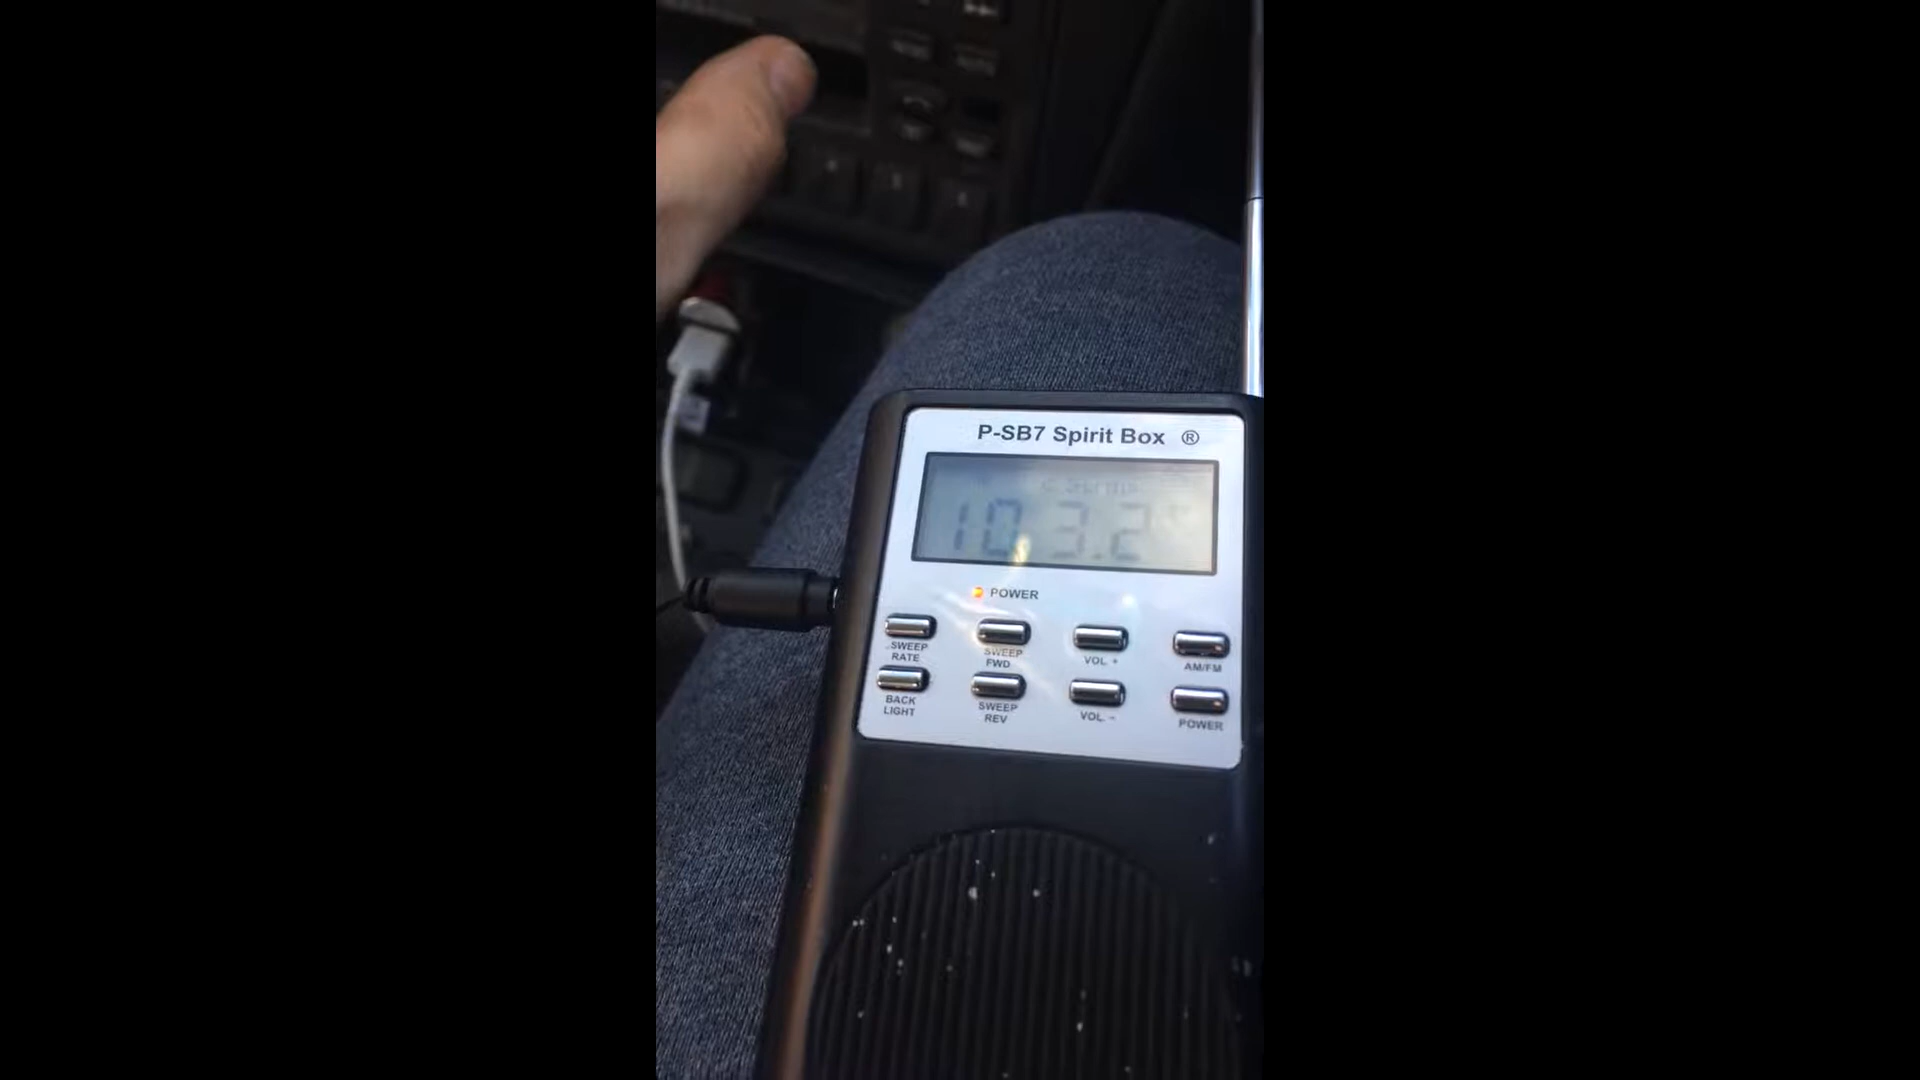 P-SB7 Spirit Box ®
103.2
POWER
SWEEP RATE
SWEEP FWD
VOL +
AM/FM
BACK LIGHT
SWEEP REV
VOL -
POWER